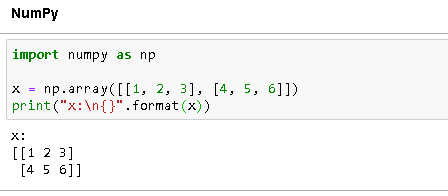 NumPy
import numpy as np
x = np.array([[1, 2, 3], [4, 5, 6]])
print("x:\n{}".format(x))
x:
[[1 2 3]
 [4 5 6]]